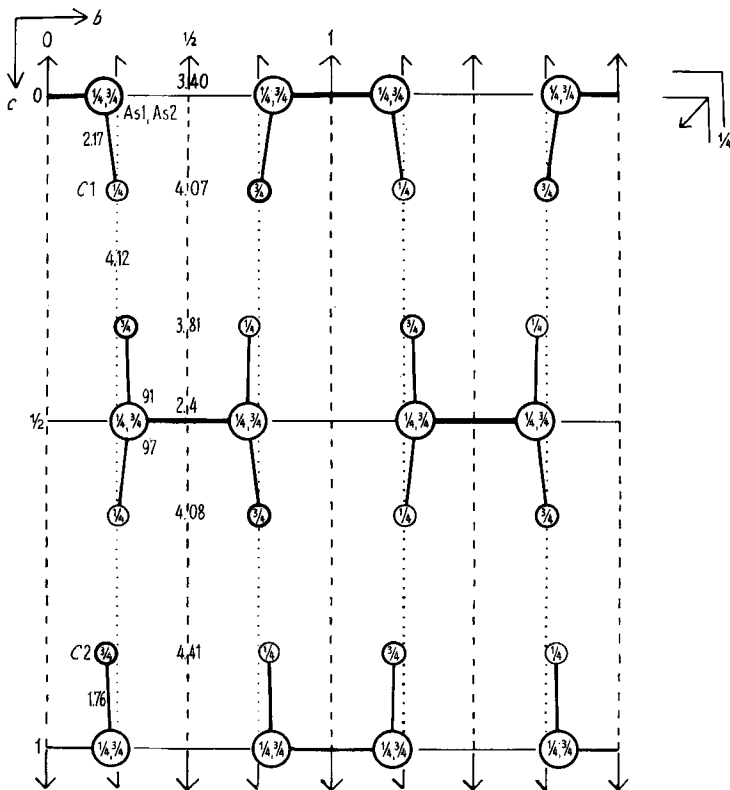 b
0 ½ 1
c
0 ¼,¾ 3.40 ¼,¾ ¼,¾ ¼,¾
As1, As2
¼
2.17
C1 ¼ 4.07 ¾ ¼ ¾
4.12
¾ 3.81 ¼ ¾ ¼
91 2.4
½ ¼,¾ ¼,¾ ¼,¾ ¼,¾
97
¼ 4.08 ¾ ¼ ¾
C2 ¾ 4.41 ¼ ¾ ¼
1.76
1 ¼,¾ ¼,¾ ¼,¾ ¼,¾